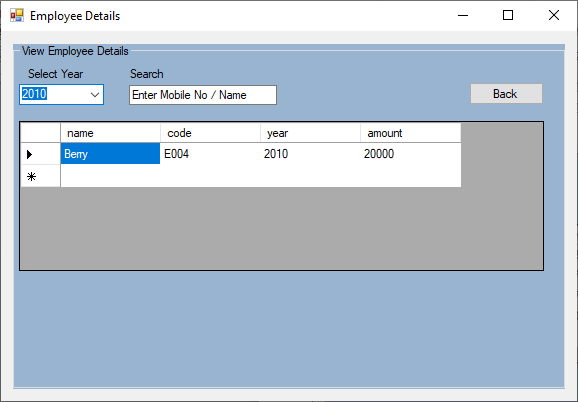 Employee Details
View Employee Details
Select Year Search
2010 Enter Mobile No / Name Back
name code year amount
Berry E004 2010 20000